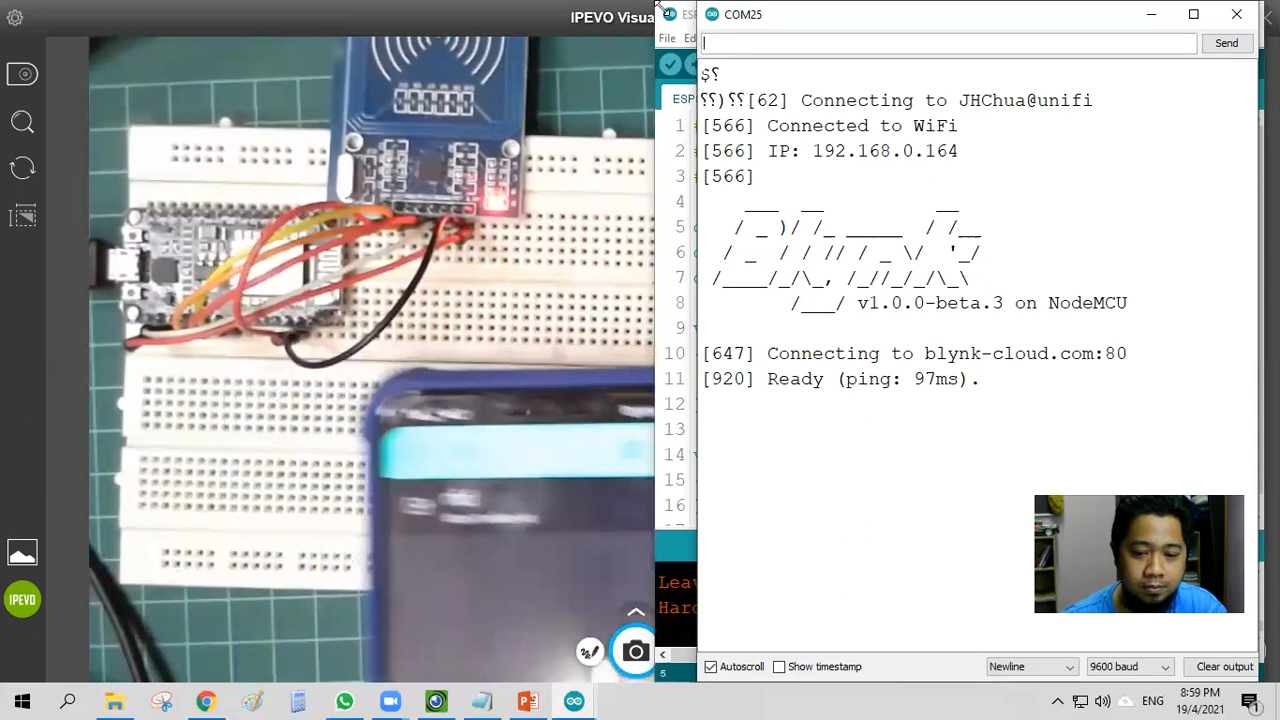 IPEVO Visua
COM25
File Ed
Send
ESP
$⸮
⸮⸮)⸮⸮[62] Connecting to JHChua@unifi
[566] Connected to WiFi
[566] IP: 192.168.0.164
[566]
    ___  __          __
   / _ )/ /_ _____  / /__
  / _  / / // / _ \/  '_/
 /____/_/\_, /_//_/_/\_\
        /___/ v1.0.0-beta.3 on NodeMCU
[647] Connecting to blynk-cloud.com:80
[920] Ready (ping: 97ms).
1
2
3
4
5
6
7
8
9
10
11
12
13
14
15
16
Leav
Hard
Autoscroll
Show timestamp
Newline
9600 baud
Clear output
5
IPEVO
ENG
8:59 PM
19/4/2021
1